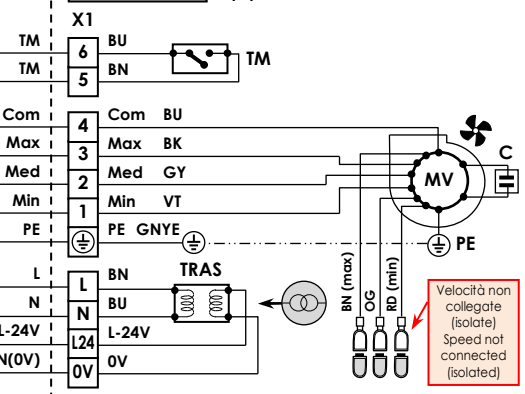 X1
TM 6 BU
TM 5 BN
TM
Com 4 Com BU
Max 3 Max BK
Med 2 Med GY
Min 1 Min VT
PE PE GNYE
C
MV
PE
BN (max)
OG
RD (min)
TRAS
L L BN
N N BU
L-24V L24 L-24V
N(0V) 0V 0V
Velocità non
collegate
(isolate)
Speed not
connected
(isolated)